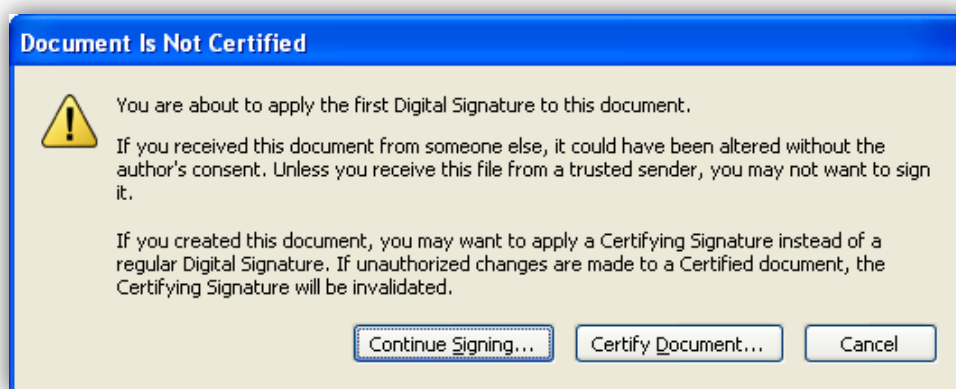 Document Is Not Certified
You are about to apply the first Digital Signature to this document.
If you received this document from someone else, it could have been altered without the
author's consent. Unless you receive this file from a trusted sender, you may not want to sign
it.
If you created this document, you may want to apply a Certifying Signature instead of a
regular Digital Signature. If unauthorized changes are made to a Certified document, the
Certifying Signature will be invalidated.
Continue Signing... Certify Document... Cancel